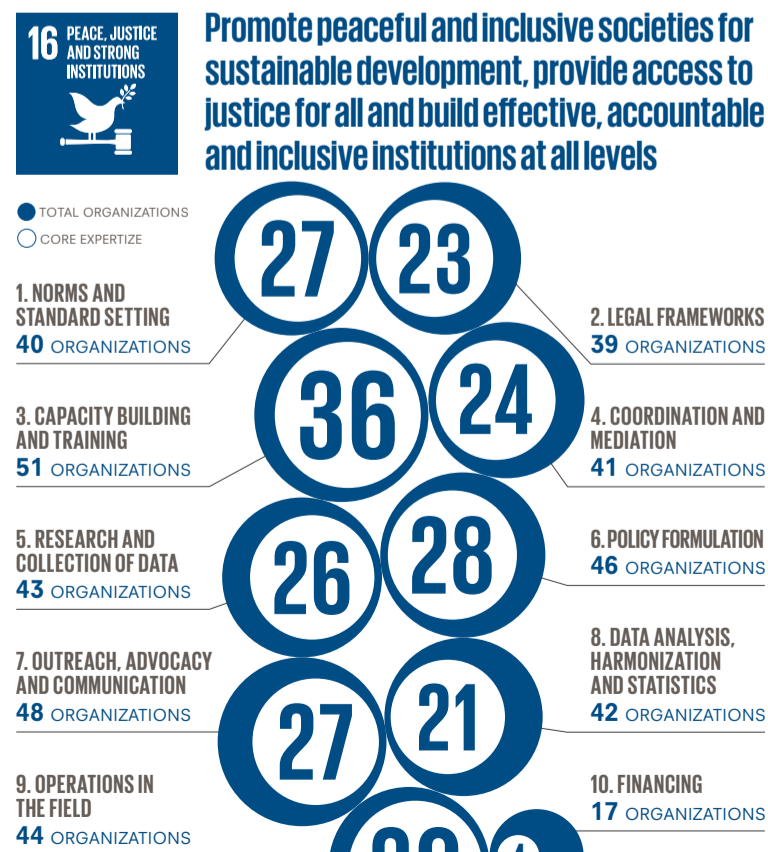 16 PEACE, JUSTICE
AND STRONG
INSTITUTIONS
Promote peaceful and inclusive societies for
sustainable development, provide access to
justice for all and build effective, accountable
and inclusive institutions at all levels
TOTAL ORGANIZATIONS
CORE EXPERTIZE
27
23
1. NORMS AND
STANDARD SETTING
40 ORGANIZATIONS
2. LEGAL FRAMEWORKS
39 ORGANIZATIONS
36
24
3. CAPACITY BUILDING
AND TRAINING
51 ORGANIZATIONS
4. COORDINATION AND
MEDIATION
41 ORGANIZATIONS
26
28
5. RESEARCH AND
COLLECTION OF DATA
43 ORGANIZATIONS
6. POLICY FORMULATION
46 ORGANIZATIONS
27
21
7. OUTREACH, ADVOCACY
AND COMMUNICATION
48 ORGANIZATIONS
8. DATA ANALYSIS,
HARMONIZATION
AND STATISTICS
42 ORGANIZATIONS
9. OPERATIONS IN
THE FIELD
44 ORGANIZATIONS
10. FINANCING
17 ORGANIZATIONS